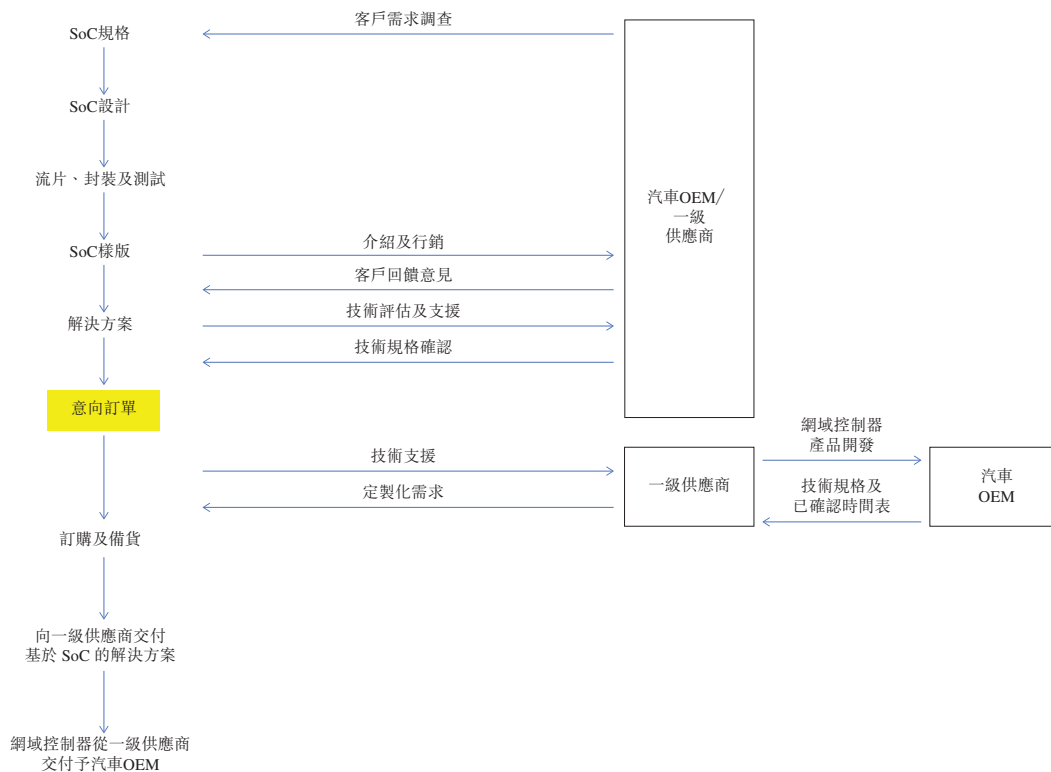 客戶需求調查
SoC規格
SoC設計
流片、封裝及測試
汽車OEM/
一級
供應商
介紹及行銷
SoC樣版
客戶回饋意見
技術評估及支援
解決方案
技術規格確認
意向訂單
網域控制器
產品開發
技術支援
一級供應商
汽車
OEM
定製化需求
技術規格及
已確認時間表
訂購及備貨
向一級供應商交付
基於 SoC 的解決方案
網域控制器從一級供應商
交付予汽車OEM